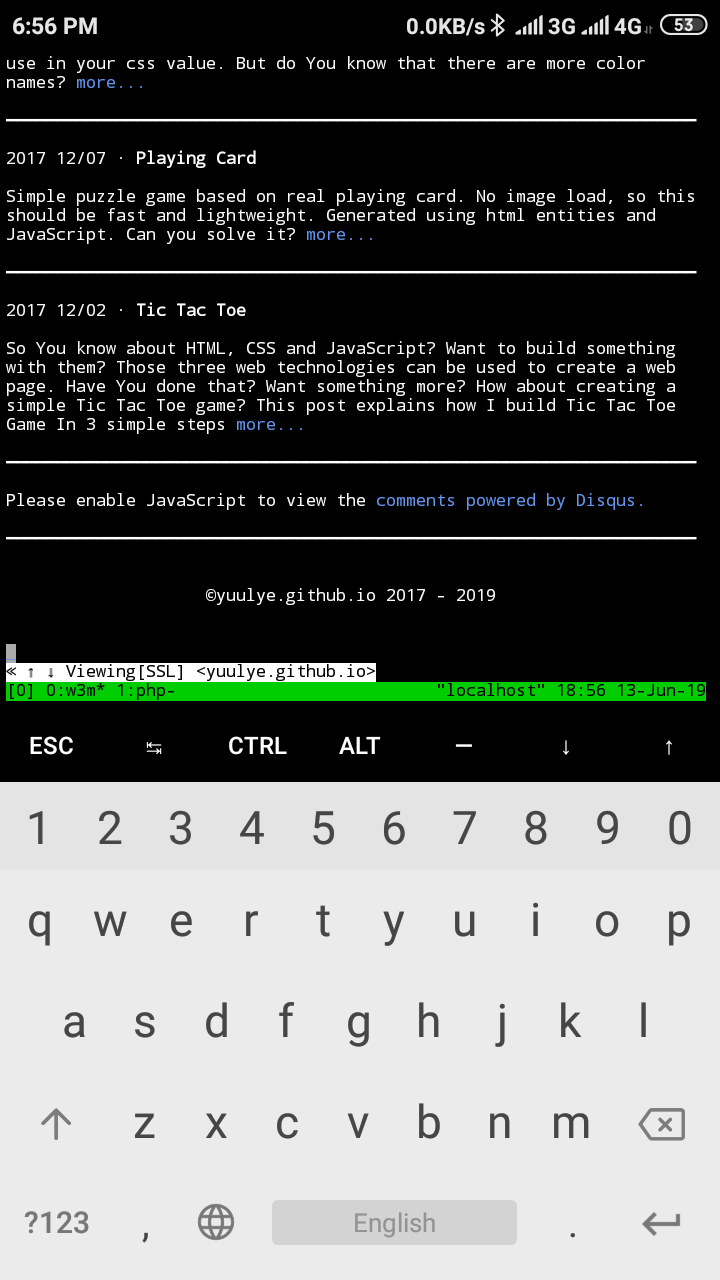 6:56 PM 0.0KB/s 3G 4G 53
use in your css value. But do You know that there are more color
names? more...
2017 12/07 · Playing Card
Simple puzzle game based on real playing card. No image load, so this
should be fast and lightweight. Generated using html entities and
JavaScript. Can you solve it? more...
2017 12/02 · Tic Tac Toe
So You know about HTML, CSS and JavaScript? Want to build something
with them? Those three web technologies can be used to create a web
page. Have You done that? Want something more? How about creating a
simple Tic Tac Toe game? This post explains how I build Tic Tac Toe
Game In 3 simple steps more...
Please enable JavaScript to view the comments powered by Disqus.
©yuulye.github.io 2017 - 2019
≪ ↑ ↓ Viewing[SSL] <yuulye.github.io>
[0] 0:w3m* 1:php- "localhost" 18:56 13-Jun-19
ESC ↹ CTRL ALT — ↓ ↑
1 2 3 4 5 6 7 8 9 0
q w e r t y u i o p
a s d f g h j k l
z x c v b n m
?123 , English .